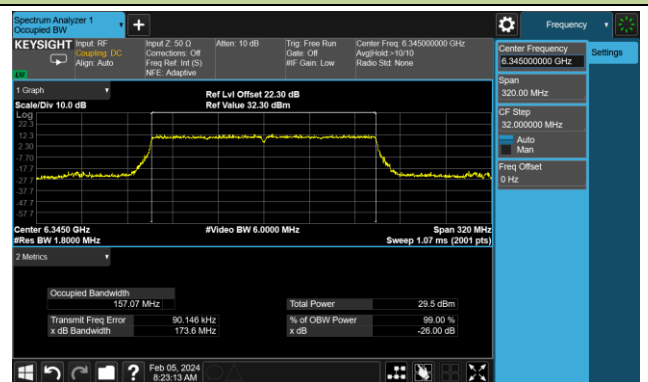 Spectrum Analyzer 1
Occupied BW
Frequency
KEYSIGHT
Input: RF
Coupling: DC
Align: Auto
Input Z: 50 Ω
Corrections: Off
Freq Ref: Int (S)
NFE: Adaptive
Atten: 10 dB
Trig: Free Run
Gate: Off
#IF Gain: Low
Center Freq: 6.345000000 GHz
Avg|Hold:>10/10
Radio Std: None
Center Frequency
6.345000000 GHz
Settings
Span
320.00 MHz
CF Step
32.000000 MHz
Auto
Man
Freq Offset
0 Hz
1 Graph
Scale/Div 10.0 dB
Ref Lvl Offset 22.30 dB
Ref Value 32.30 dBm
Log
22.3
12.3
2.30
-7.70
-17.7
-27.7
-37.7
-47.7
-57.7
Center 6.3450 GHz
#Res BW 1.8000 MHz
#Video BW 6.0000 MHz
Span 320 MHz
Sweep 1.07 ms (2001 pts)
2 Metrics
Occupied Bandwidth
157.07 MHz
Total Power 29.5 dBm
Transmit Freq Error 90.146 kHz
x dB Bandwidth 173.6 MHz
% of OBW Power 99.00 %
x dB -26.00 dB
Feb 05, 2024
8:23:13 AM